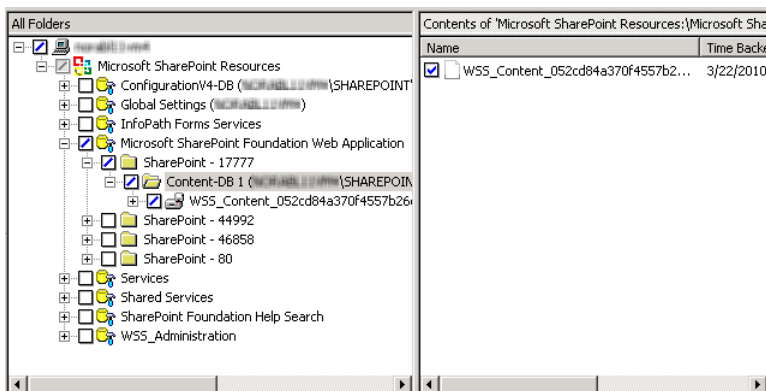 All Folders
Contents of 'Microsoft SharePoint Resources:\Microsoft Sha
Name
Time Backe
WSS_Content_052cd84a370f4557b2...
3/22/2010
Microsoft SharePoint Resources
ConfigurationV4-DB ( \SHAREPOINT
Global Settings ( )
InfoPath Forms Services
Microsoft SharePoint Foundation Web Application
SharePoint - 17777
Content-DB 1 ( \SHAREPOIN
WSS_Content_052cd84a370f4557b26
SharePoint - 44992
SharePoint - 46858
SharePoint - 80
Services
Shared Services
SharePoint Foundation Help Search
WSS_Administration